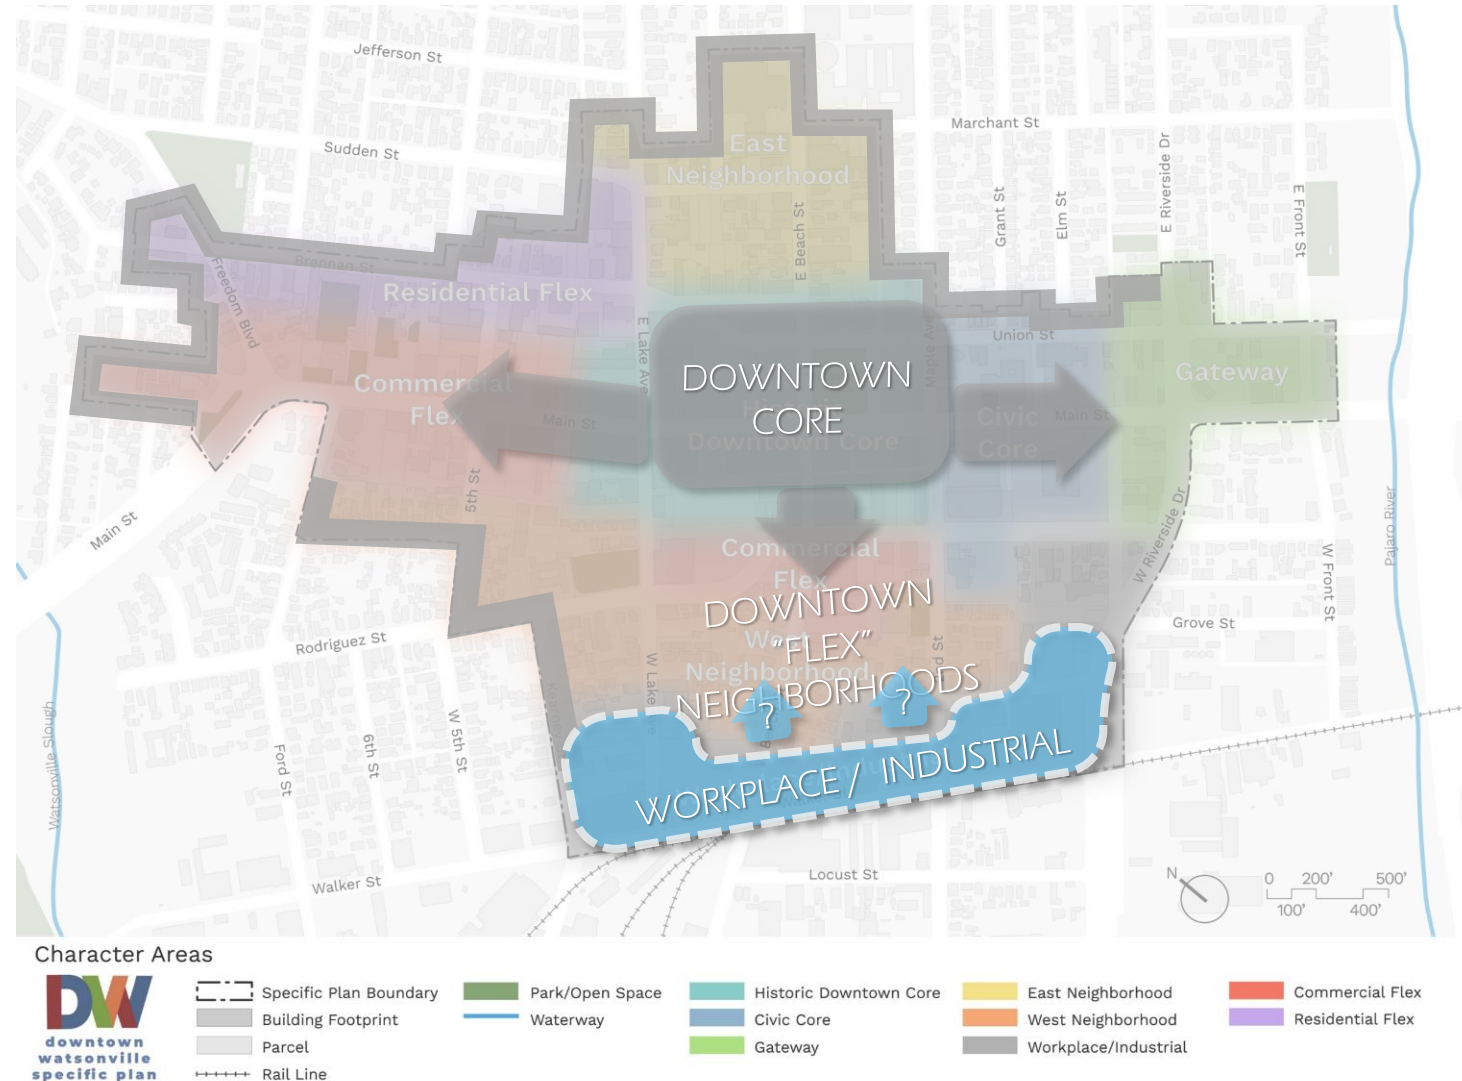 Jefferson St
Marchant St
Sudden St
East
Neighborhood
E Riverside Dr
E Front St
Grant St
Elm St
E Beach St
Brennan St
Freedom Blvd
Residential Flex
E Lake Ave
Maple Ave
Union St
DOWNTOWN
CORE
Commercial
Flex
Main St
Historic
Downtown Core
Civic
Core
Main St
Gateway
5th St
Main St
W Riverside Dr
Pajaro River
Commercial
Flex
DOWNTOWN
"FLEX"
NEIGHBORHOODS
West
Neighborhood
W Front St
Grove St
Rodriguez St
W Lake Ave
Watsonville Slough
Ford St
6th St
W 5th St
?
?
WORKPLACE / INDUSTRIAL
Walker St
Locust St
N
0 200' 500'
100' 400'
Character Areas
DW
downtown
watsonville
specific plan
Specific Plan Boundary
Building Footprint
Parcel
Rail Line
Park/Open Space
Waterway
Historic Downtown Core
Civic Core
Gateway
East Neighborhood
West Neighborhood
Workplace/Industrial
Commercial Flex
Residential Flex